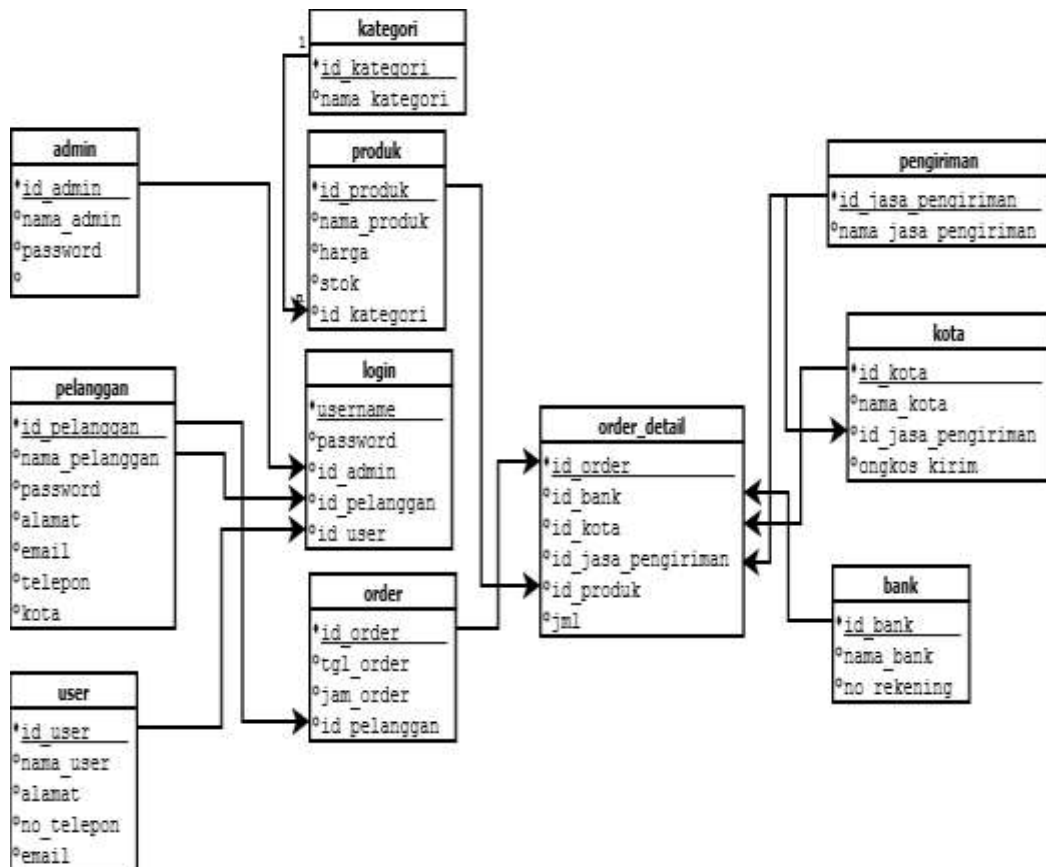 kategori
*id_kategori
°nama kategori
1
n
admin
*id_admin
°nama_admin
°password
°
produk
*id_produk
°nama_produk
°harga
°stok
°id kategori
pengiriman
*id_jasa_pengiriman
°nama jasa pengiriman
kota
*id_kota
°nama_kota
°id_jasa_pengiriman
°ongkos kirim
pelanggan
*id_pelanggan
°nama_pelanggan
°password
°alamat
°email
°telepon
°kota
login
*username
°password
°id_admin
°id_pelanggan
°id user
order_detail
*id_order
°id_bank
°id_kota
°id_jasa_pengiriman
°id_produk
°jml
order
*id_order
°tgl_order
°jam_order
°id pelanggan
bank
*id_bank
°nama_bank
°no rekening
user
*id_user
°nama_user
°alamat
°no_telepon
°email